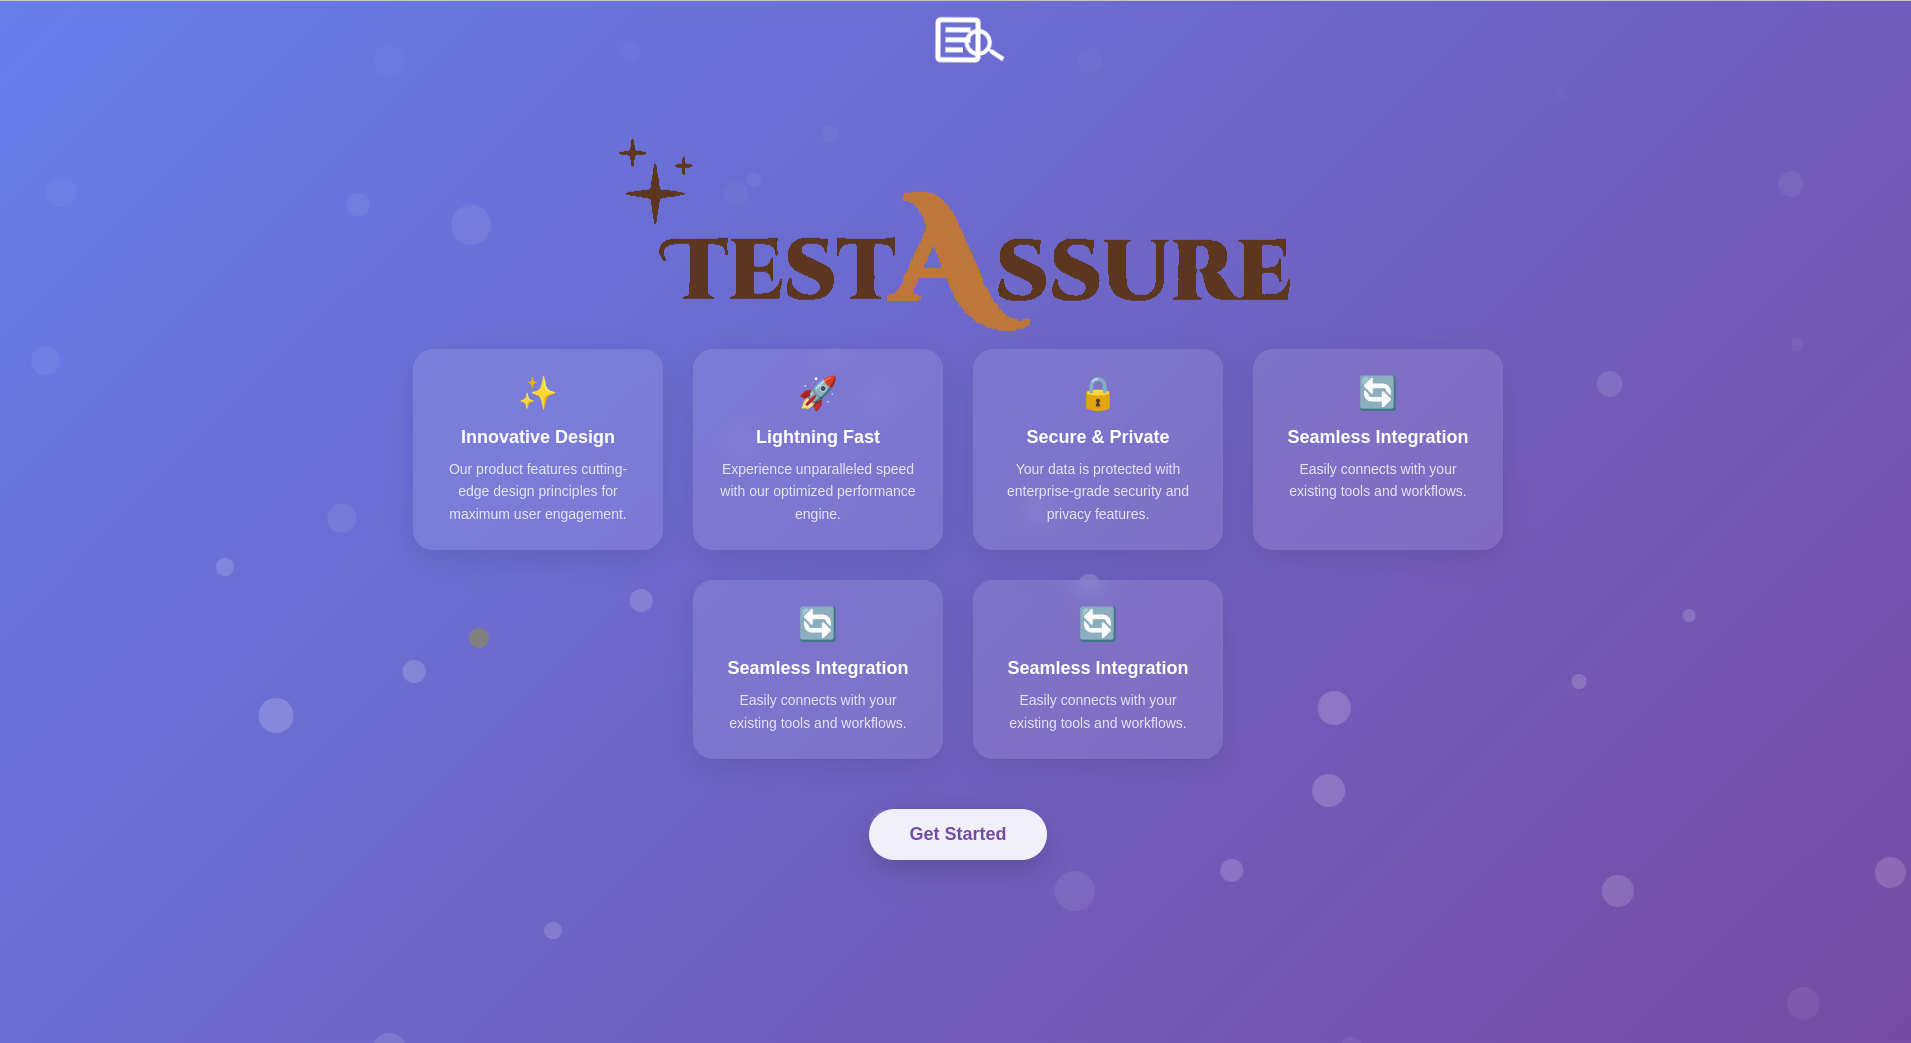 TESTASSURE
Innovative Design
Our product features cutting-
edge design principles for
maximum user engagement.
Lightning Fast
Experience unparalleled speed
with our optimized performance
engine.
Secure & Private
Your data is protected with
enterprise-grade security and
privacy features.
Seamless Integration
Easily connects with your
existing tools and workflows.
Seamless Integration
Easily connects with your
existing tools and workflows.
Seamless Integration
Easily connects with your
existing tools and workflows.
Get Started